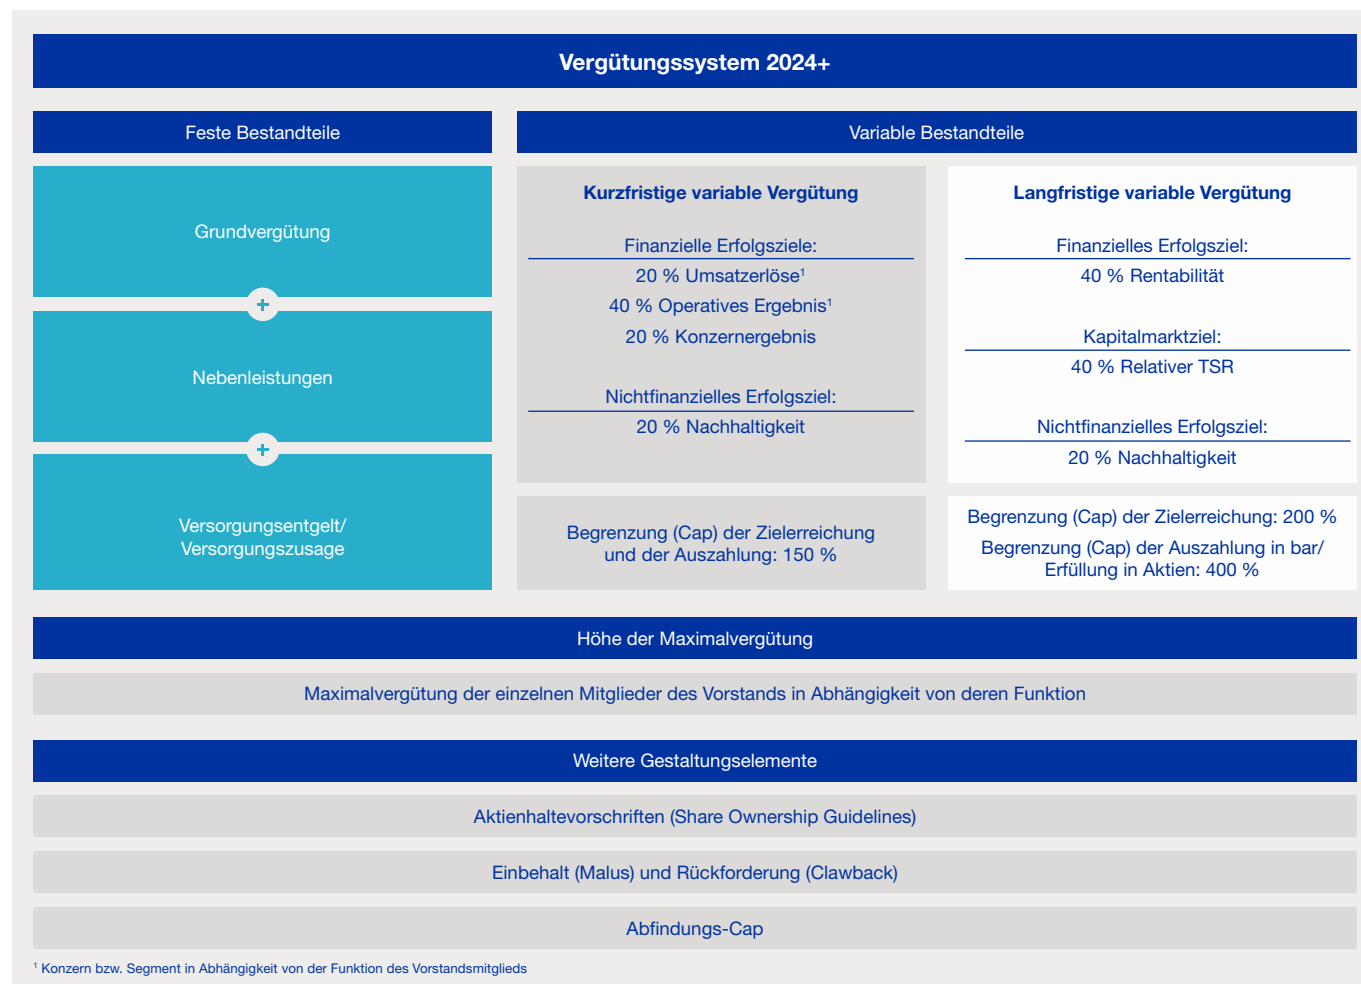 Vergütungssystem 2024+
Feste Bestandteile
Grundvergütung
+
Nebenleistungen
+
Versorgungsentgelt/
Versorgungszusage
Variable Bestandteile
Kurzfristige variable Vergütung
Finanzielle Erfolgsziele:
20 % Umsatzerlöse¹
40 % Operatives Ergebnis¹
20 % Konzernergebnis
Nichtfinanzielles Erfolgsziel:
20 % Nachhaltigkeit
Begrenzung (Cap) der Zielerreichung
und der Auszahlung: 150 %
Langfristige variable Vergütung
Finanzielles Erfolgsziel:
40 % Rentabilität
Kapitalmarktziel:
40 % Relativer TSR
Nichtfinanzielles Erfolgsziel:
20 % Nachhaltigkeit
Begrenzung (Cap) der Zielerreichung: 200 %
Begrenzung (Cap) der Auszahlung in bar/
Erfüllung in Aktien: 400 %
Höhe der Maximalvergütung
Maximalvergütung der einzelnen Mitglieder des Vorstands in Abhängigkeit von deren Funktion
Weitere Gestaltungselemente
Aktienhaltevorschriften (Share Ownership Guidelines)
Einbehalt (Malus) und Rückforderung (Clawback)
Abfindungs-Cap
¹ Konzern bzw. Segment in Abhängigkeit von der Funktion des Vorstandsmitglieds